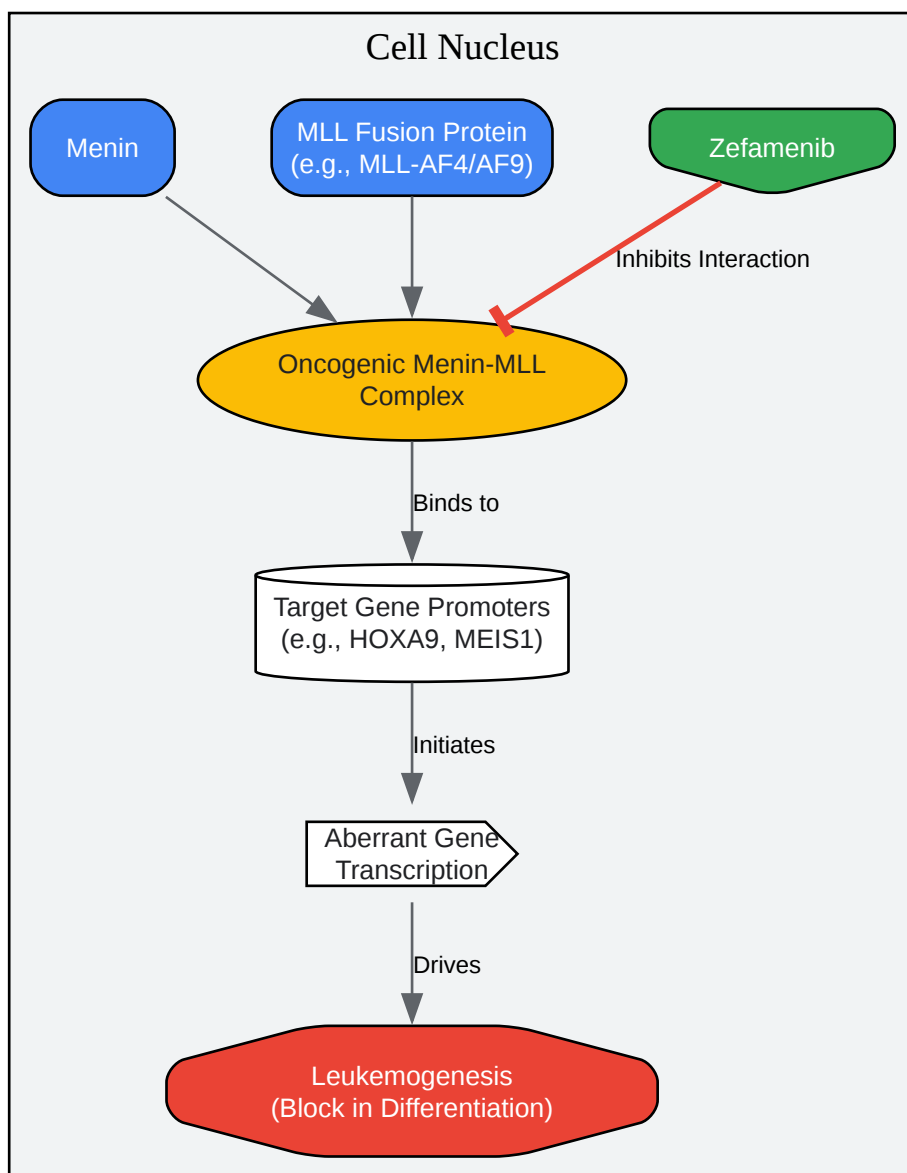 Cell Nucleus
Menin
MLL Fusion Protein
(e.g., MLL-AF4/AF9)
Zefamenib
Inhibits Interaction
Oncogenic Menin-MLL
Complex
Binds to
Target Gene Promoters
(e.g., HOXA9, MEIS1)
Initiates
Aberrant Gene
Transcription
Drives
Leukemogenesis
(Block in Differentiation)